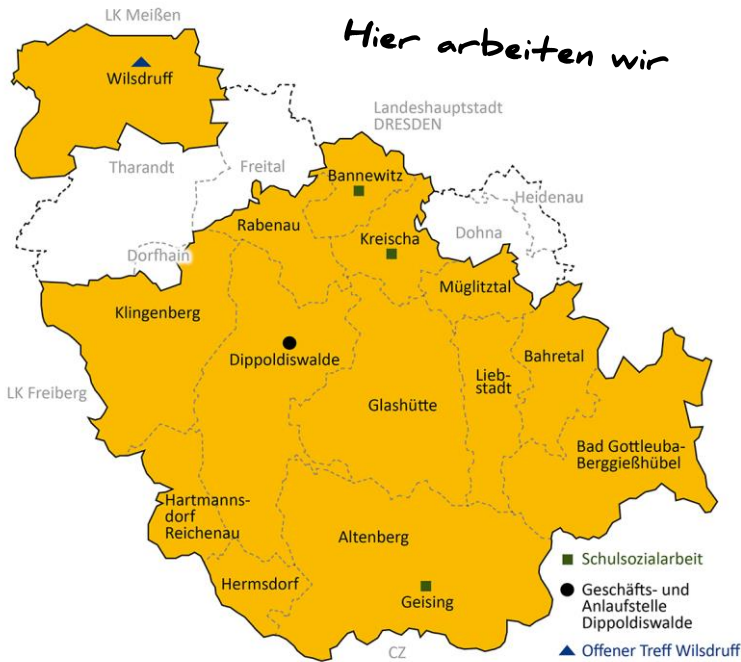 LK Meißen
Hier arbeiten wir
Wilsdruff
Landeshauptstadt
DRESDEN
Tharandt
Freital
Bannewitz
Heidenau
Rabenau
Kreischa
Dohna
Dorfhain
Müglitztal
Klingenberg
Dippoldiswalde
Bahretal
Lieb-
stadt
LK Freiberg
Glashütte
Bad Gottleuba-
Berggießhübel
Hartmanns-
dorf
Reichenau
Altenberg
Schulsozialarbeit
Hermsdorf
Geising
Geschäfts- und
Anlaufstelle
Dippoldiswalde
CZ
Offener Treff Wilsdruff